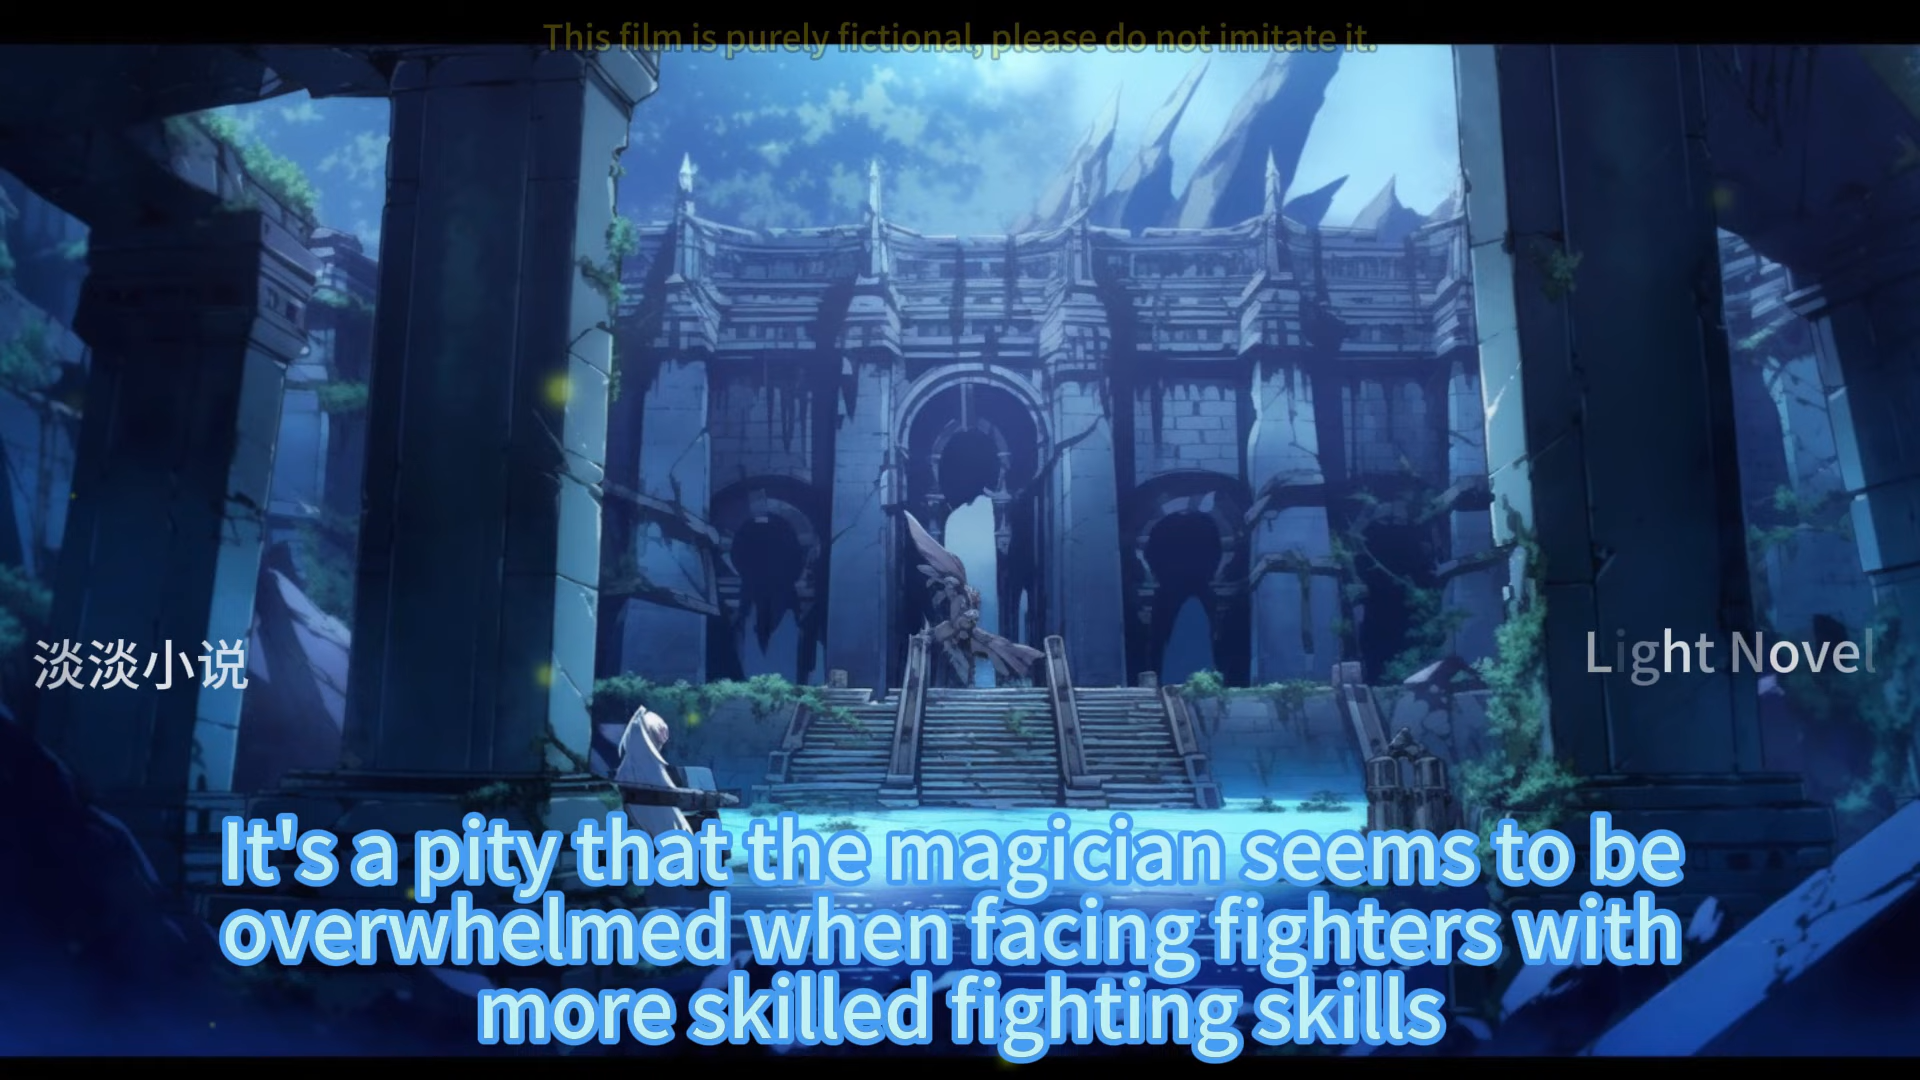 This film is purely fictional, please do not imitate it.
淡淡小说
Light Novel
It's a pity that the magician seems to be
overwhelmed when facing fighters with
more skilled fighting skills